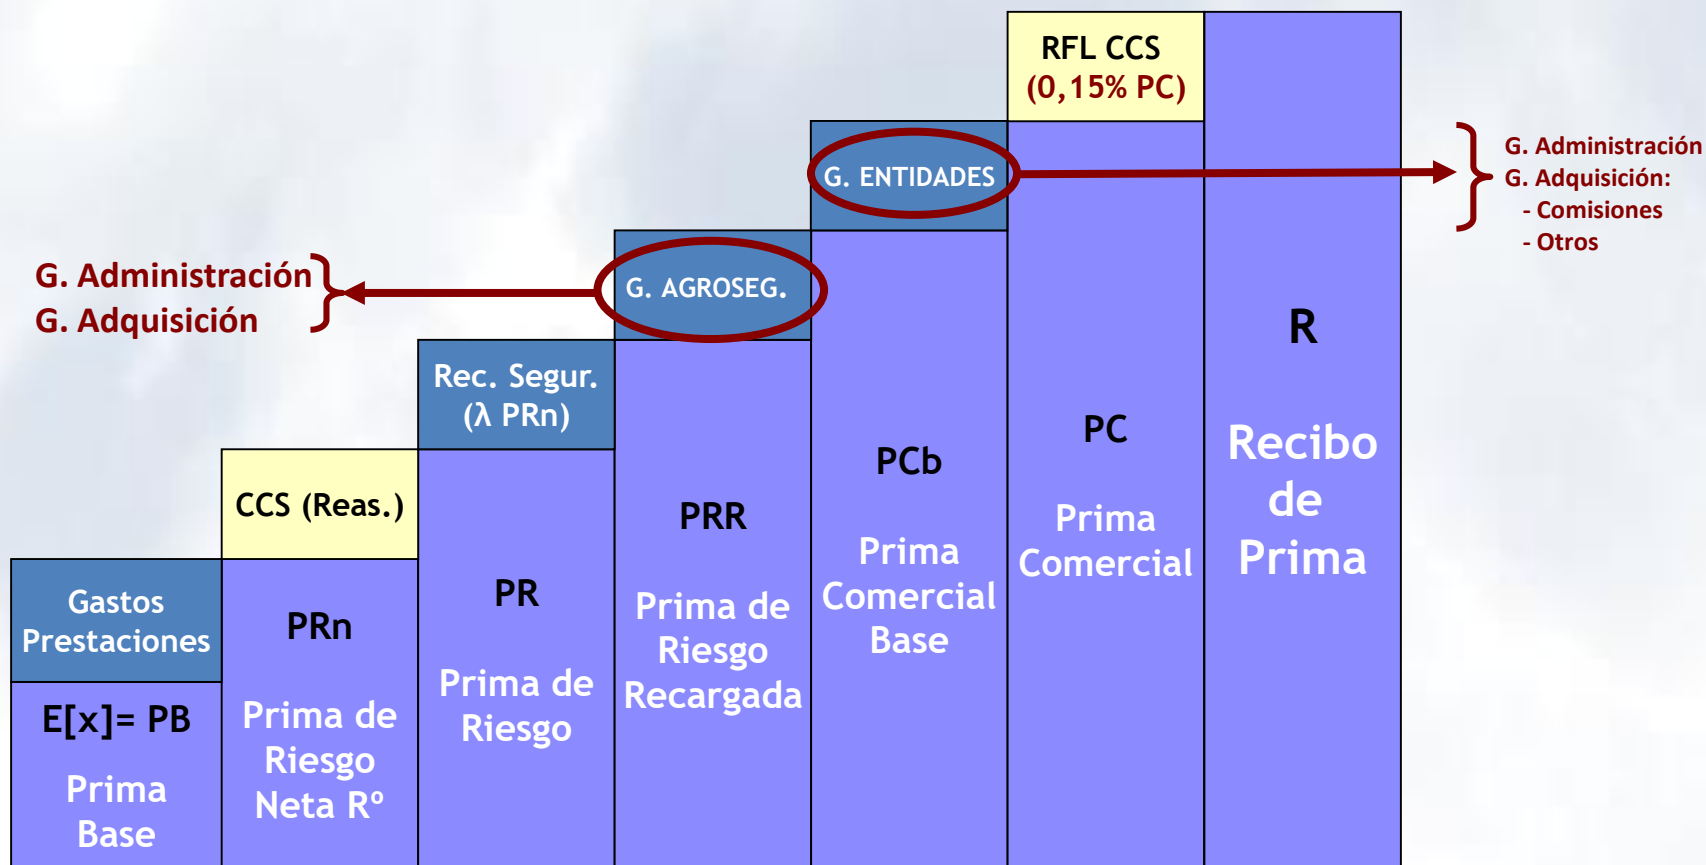 RFL CCS
(0,15% PC)
G. ENTIDADES
G. Administración
G. Adquisición:
- Comisiones
- Otros
G. Administración
G. Adquisición
G. AGROSEG.
Rec. Segur.
(λ PRn)
CCS (Reas.)
Gastos
Prestaciones
E[x]= PB
Prima
Base
PRn
Prima de
Riesgo
Neta Rº
PR
Prima de
Riesgo
PRR
Prima de
Riesgo
Recargada
PCb
Prima
Comercial
Base
PC
Prima
Comercial
R
Recibo
de
Prima